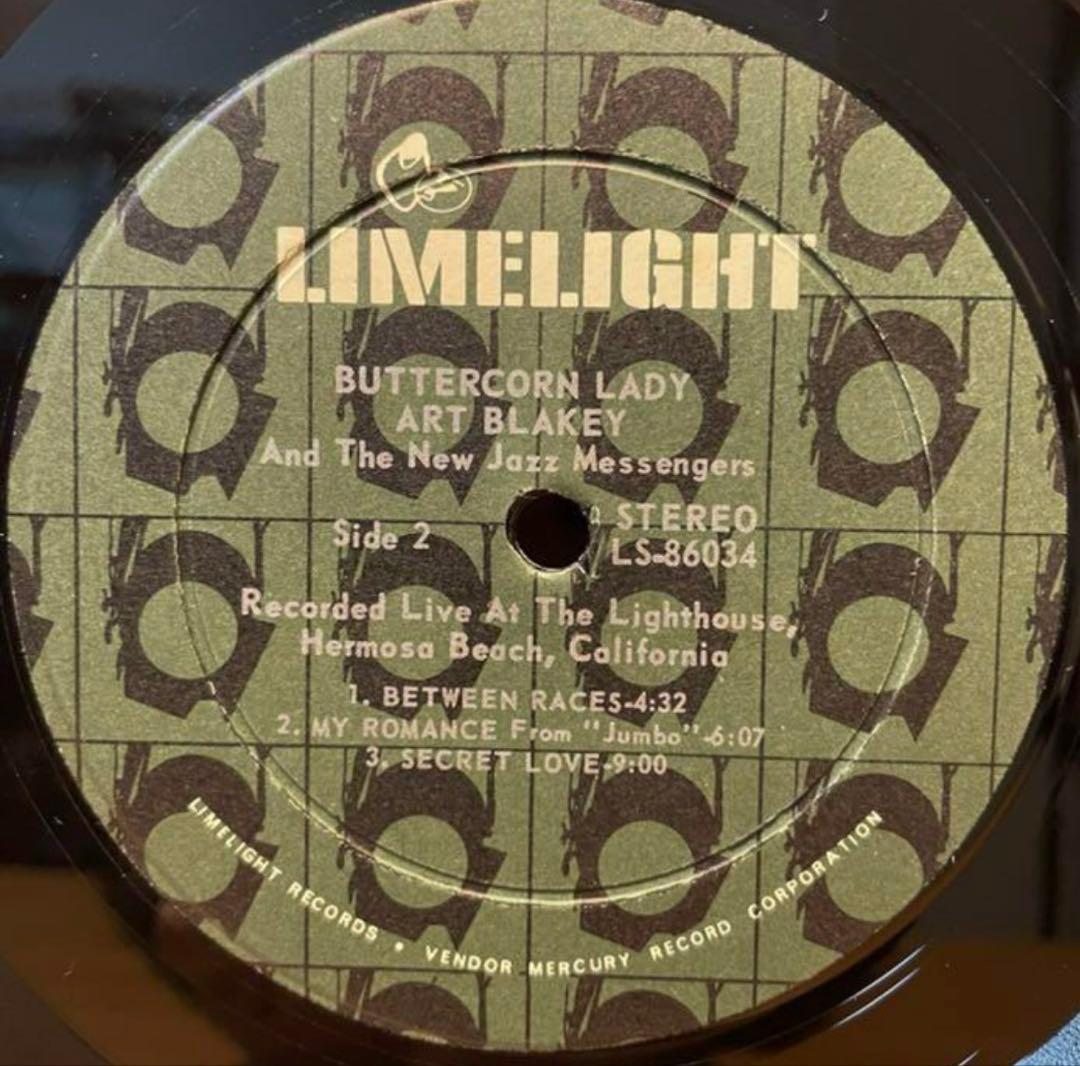 LIMELIGHT
BUTTERCORN LADY
ART BLAKEY
And The New Jazz Messengers
Side 2
STEREO
LS-86034
Recorded Live At The Lighthouse,
Hermosa Beach, California
1. BETWEEN RACES-4:32
2. MY ROMANCE From "Jumbo"-6:07
3. SECRET LOVE-9:00
LIMELIGHT RECORDS • VENDOR MERCURY RECORD CORPORATION